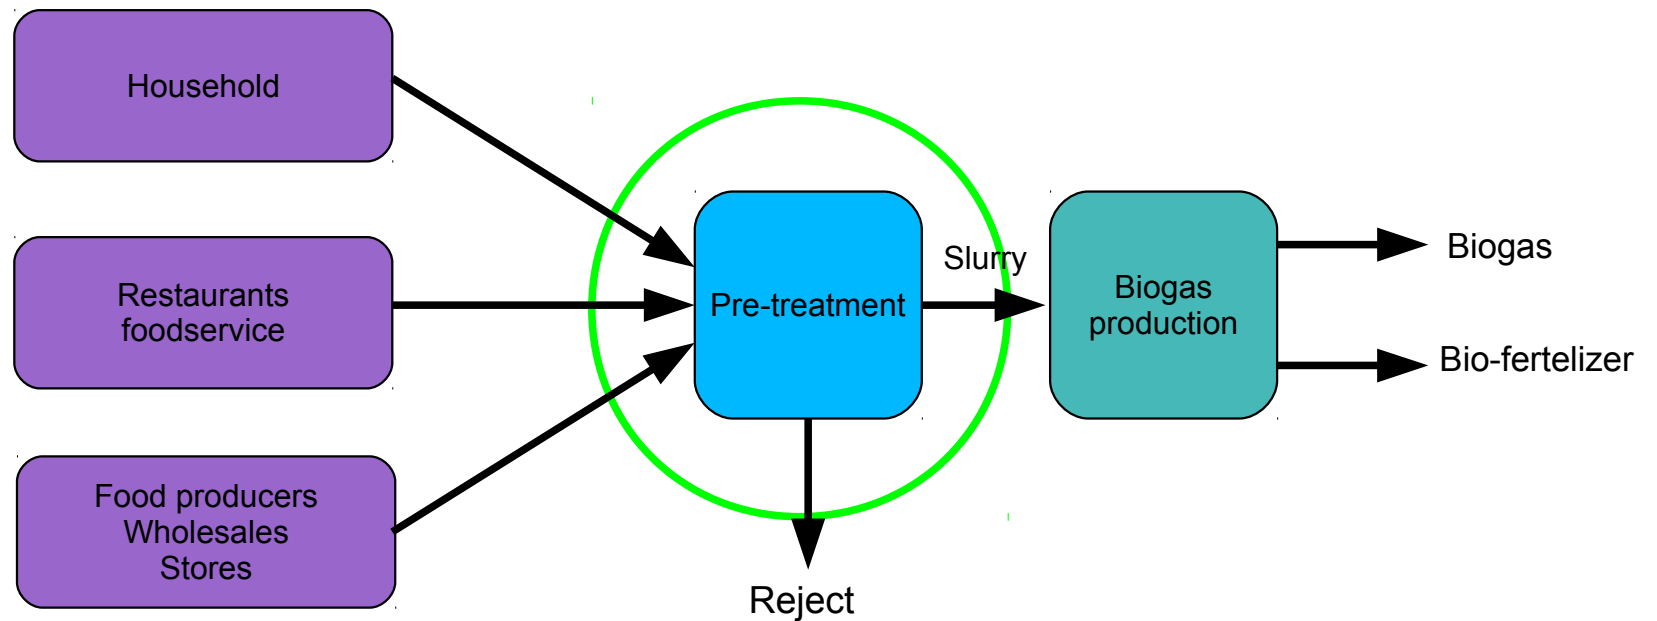 Household
Restaurants
foodservice
Food producers
Wholesales
Stores
Pre-treatment
Slurry
Reject
Biogas
production
Biogas
Bio-fertelizer